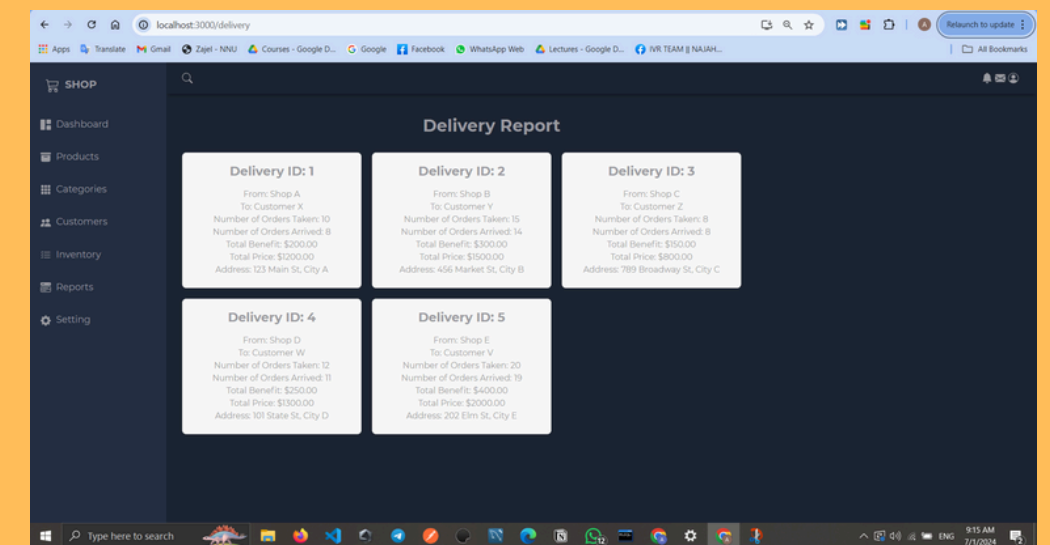 localhost:3000/delivery
Relaunch to update
Apps
Translate
Gmail
Zajel - NNU
Courses - Google D...
Google
Facebook
WhatsApp Web
Lectures - Google D...
IVR TEAM || NAJAH...
All Bookmarks
SHOP
Dashboard
Products
Categories
Customers
Inventory
Reports
Setting
Delivery Report
Delivery ID: 1
From: Shop A
To: Customer X
Number of Orders Taken: 10
Number of Orders Arrived: 8
Total Benefit: $200.00
Total Price: $1200.00
Address: 123 Main St, City A
Delivery ID: 2
From: Shop B
To: Customer Y
Number of Orders Taken: 15
Number of Orders Arrived: 14
Total Benefit: $300.00
Total Price: $1500.00
Address: 456 Market St, City B
Delivery ID: 3
From: Shop C
To: Customer Z
Number of Orders Taken: 8
Number of Orders Arrived: 8
Total Benefit: $150.00
Total Price: $800.00
Address: 789 Broadway St, City C
Delivery ID: 4
From: Shop D
To: Customer W
Number of Orders Taken: 12
Number of Orders Arrived: 11
Total Benefit: $250.00
Total Price: $1300.00
Address: 101 State St, City D
Delivery ID: 5
From: Shop E
To: Customer V
Number of Orders Taken: 20
Number of Orders Arrived: 19
Total Benefit: $400.00
Total Price: $2000.00
Address: 202 Elm St, City E
Type here to search
ENG
9:15 AM
7/1/2024